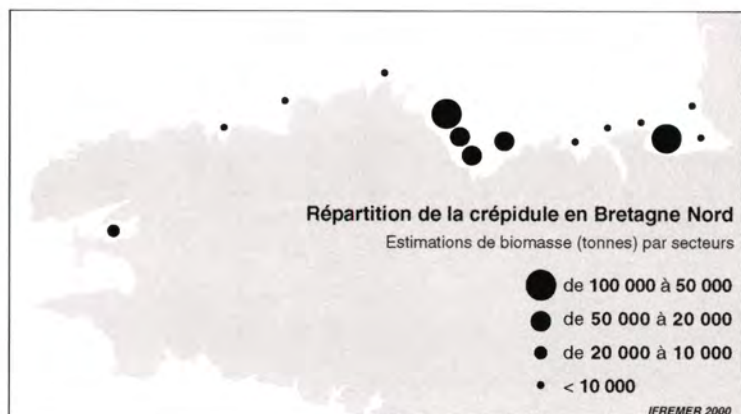 Répartition de la crépidule en Bretagne Nord
Estimations de biomasse (tonnes) par secteurs
de 100 000 à 50 000
de 50 000 à 20 000
de 20 000 à 10 000
< 10 000
IFREMER 2000